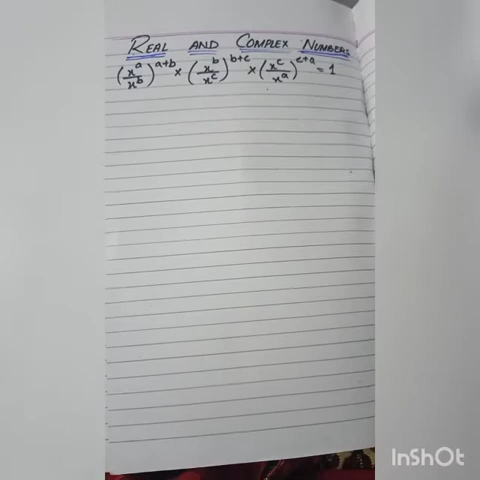 REAL AND COMPLEX NUMBERS
(x^a/x^b)^(a+b) × (x^b/x^c)^(b+c) × (x^c/x^a)^(c+a) = 1
InShOt